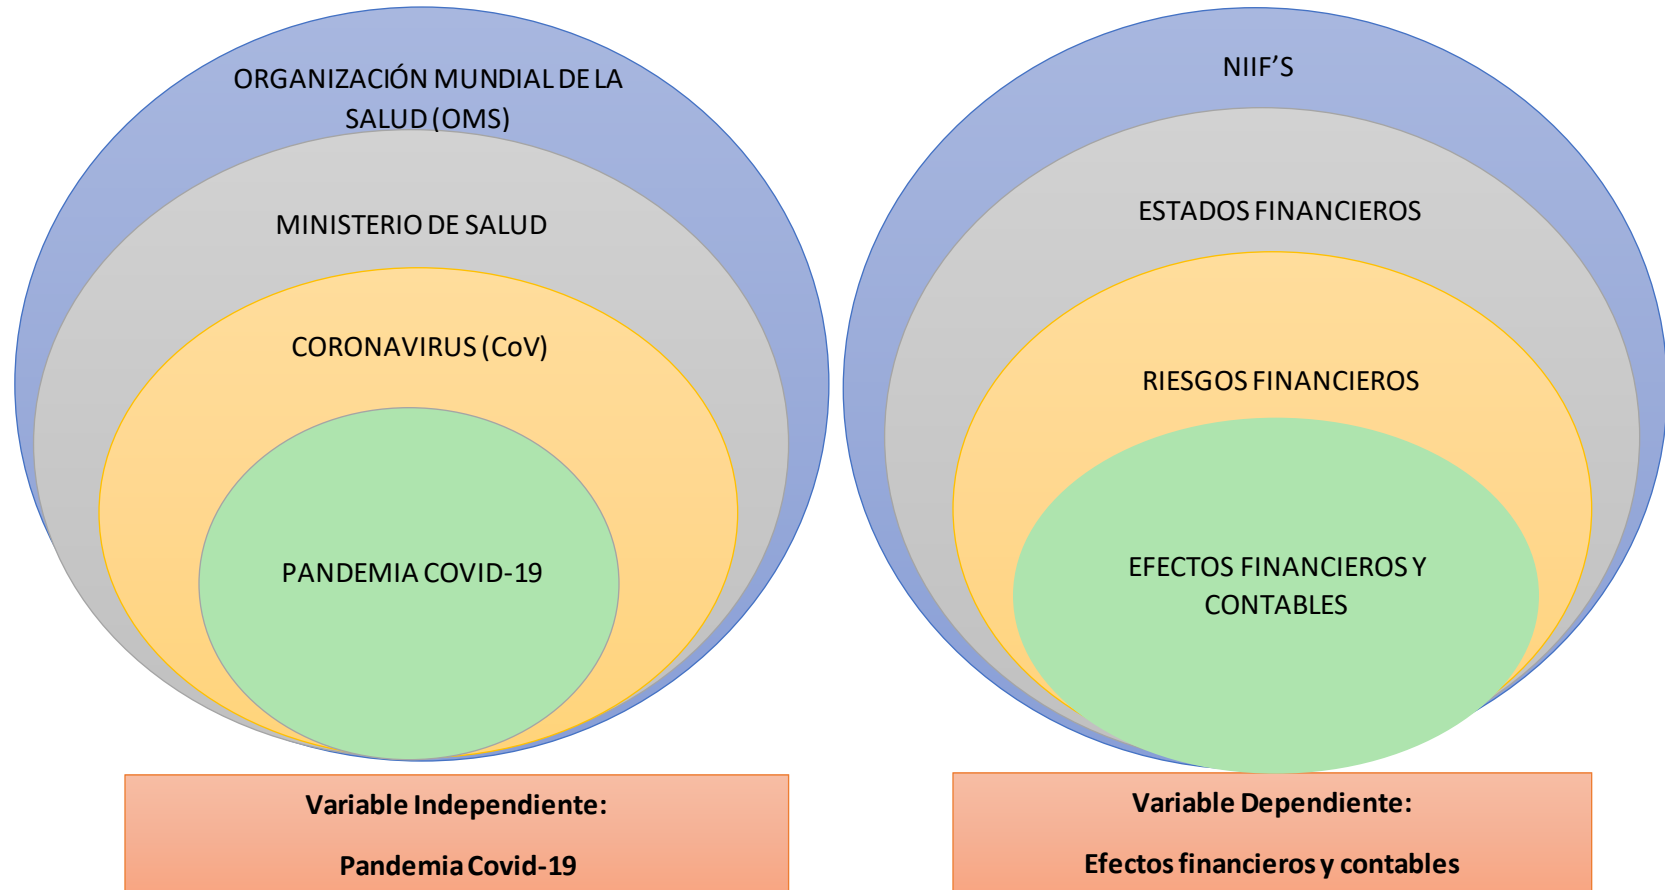 ORGANIZACIÓN MUNDIAL DE LA
SALUD (OMS)
MINISTERIO DE SALUD
CORONAVIRUS (CoV)
PANDEMIA COVID-19
Variable Independiente:
Pandemia Covid-19
NIIF’S
ESTADOS FINANCIEROS
RIESGOS FINANCIEROS
EFECTOS FINANCIEROS Y
CONTABLES
Variable Dependiente:
Efectos financieros y contables